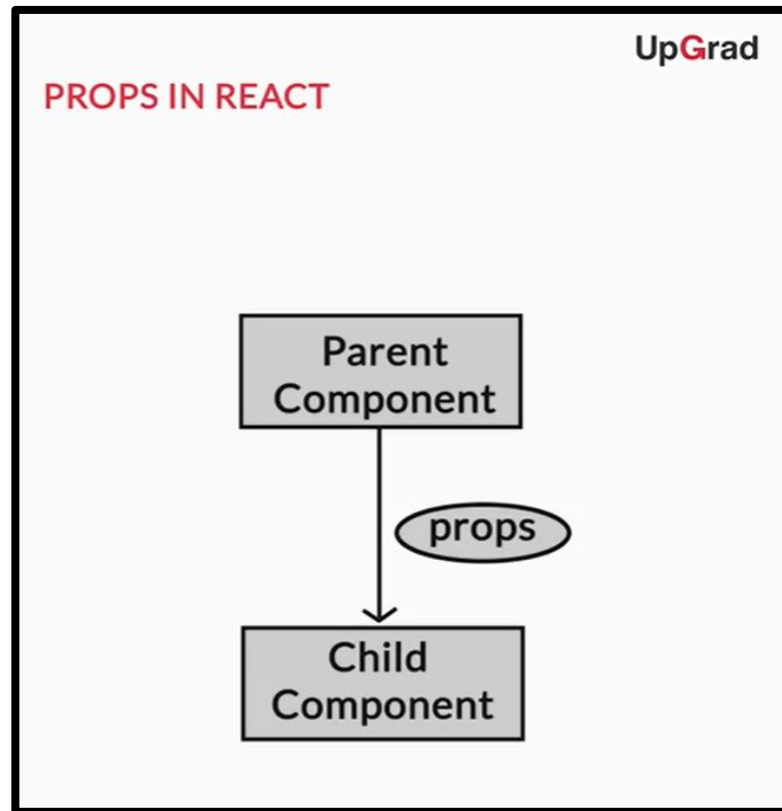 UpGrad
PROPS IN REACT
Parent
Component
props
Child
Component